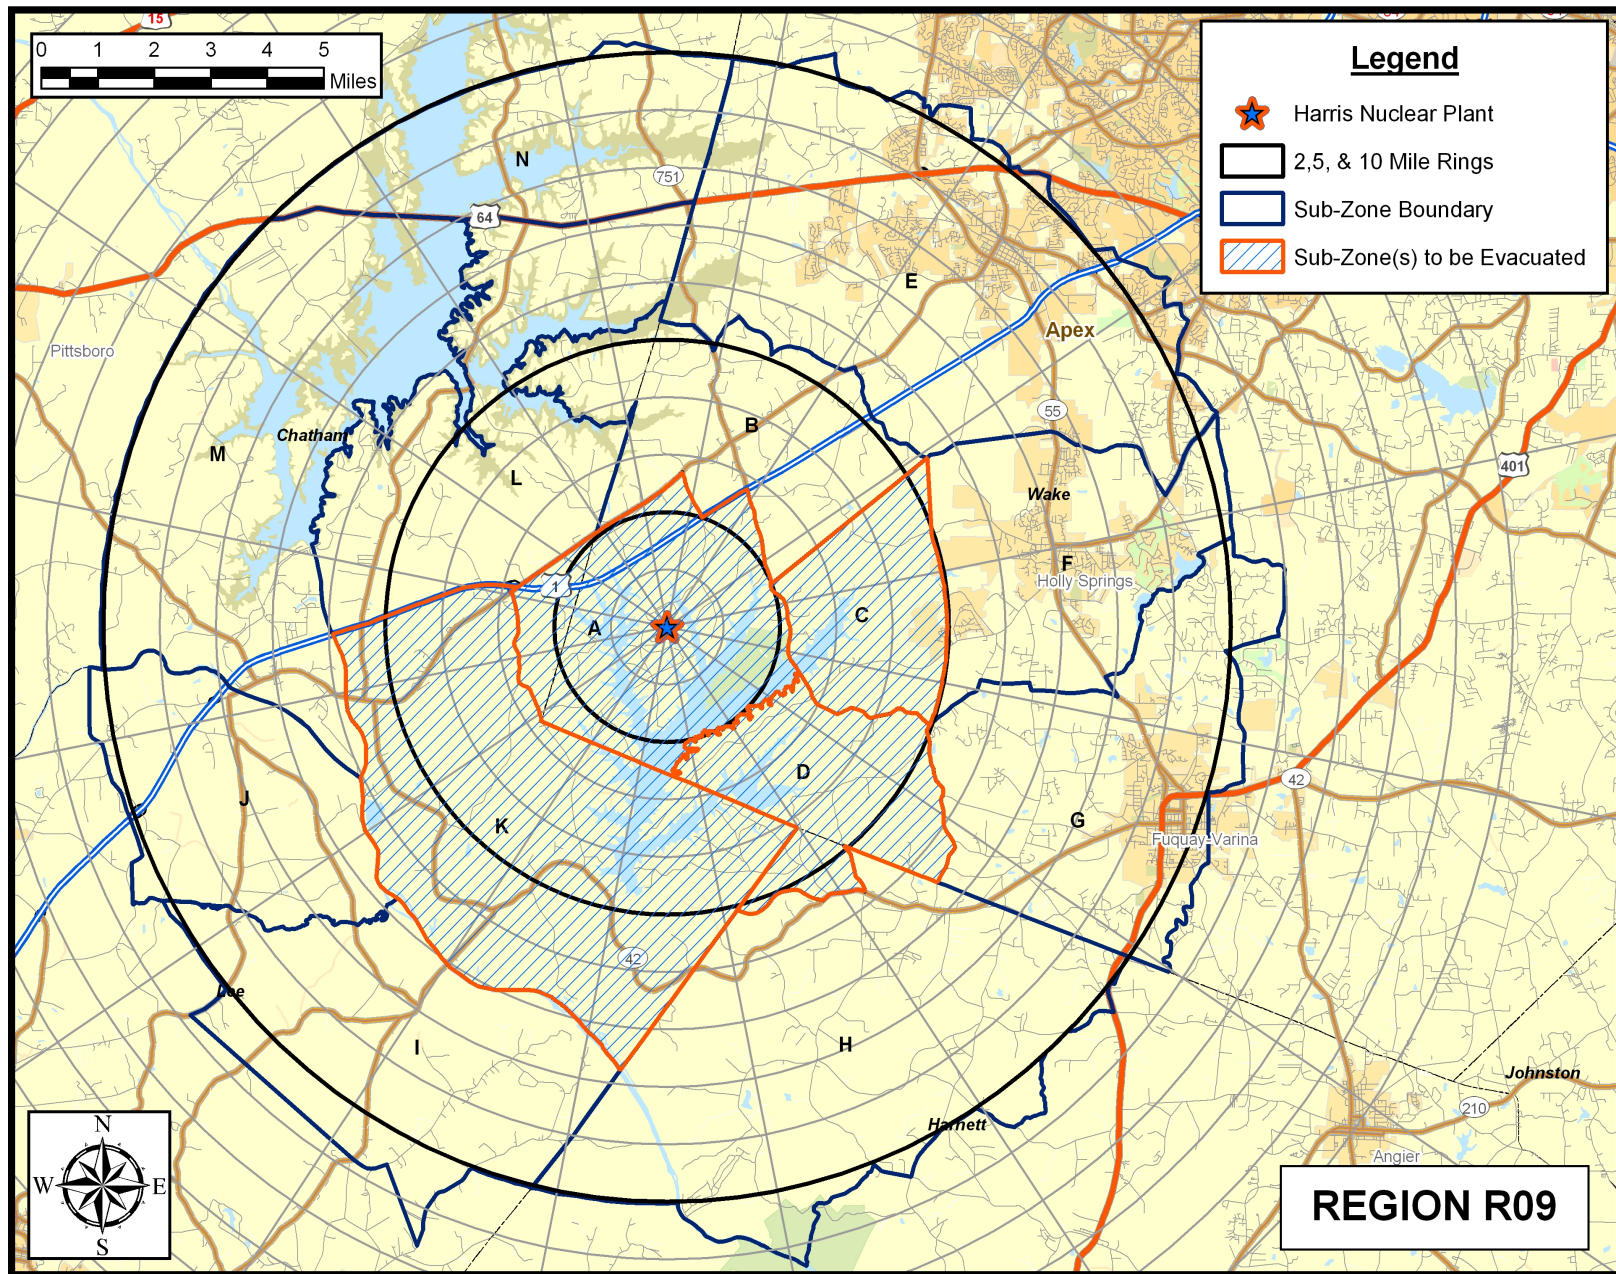 15
0 1 2 3 4 5
Miles
Legend
Harris Nuclear Plant
2,5, & 10 Mile Rings
Sub-Zone Boundary
Sub-Zone(s) to be Evacuated
N
751
64
E
Apex
Pittsboro
55
B
Chatham
M
L
401
Wake
F
Holly Springs
1
A
C
D
42
J
K
G
Fuquay-Varina
42
Lee
I
H
Johnston
210
Harnett
Angier
N
W E
S
REGION R09